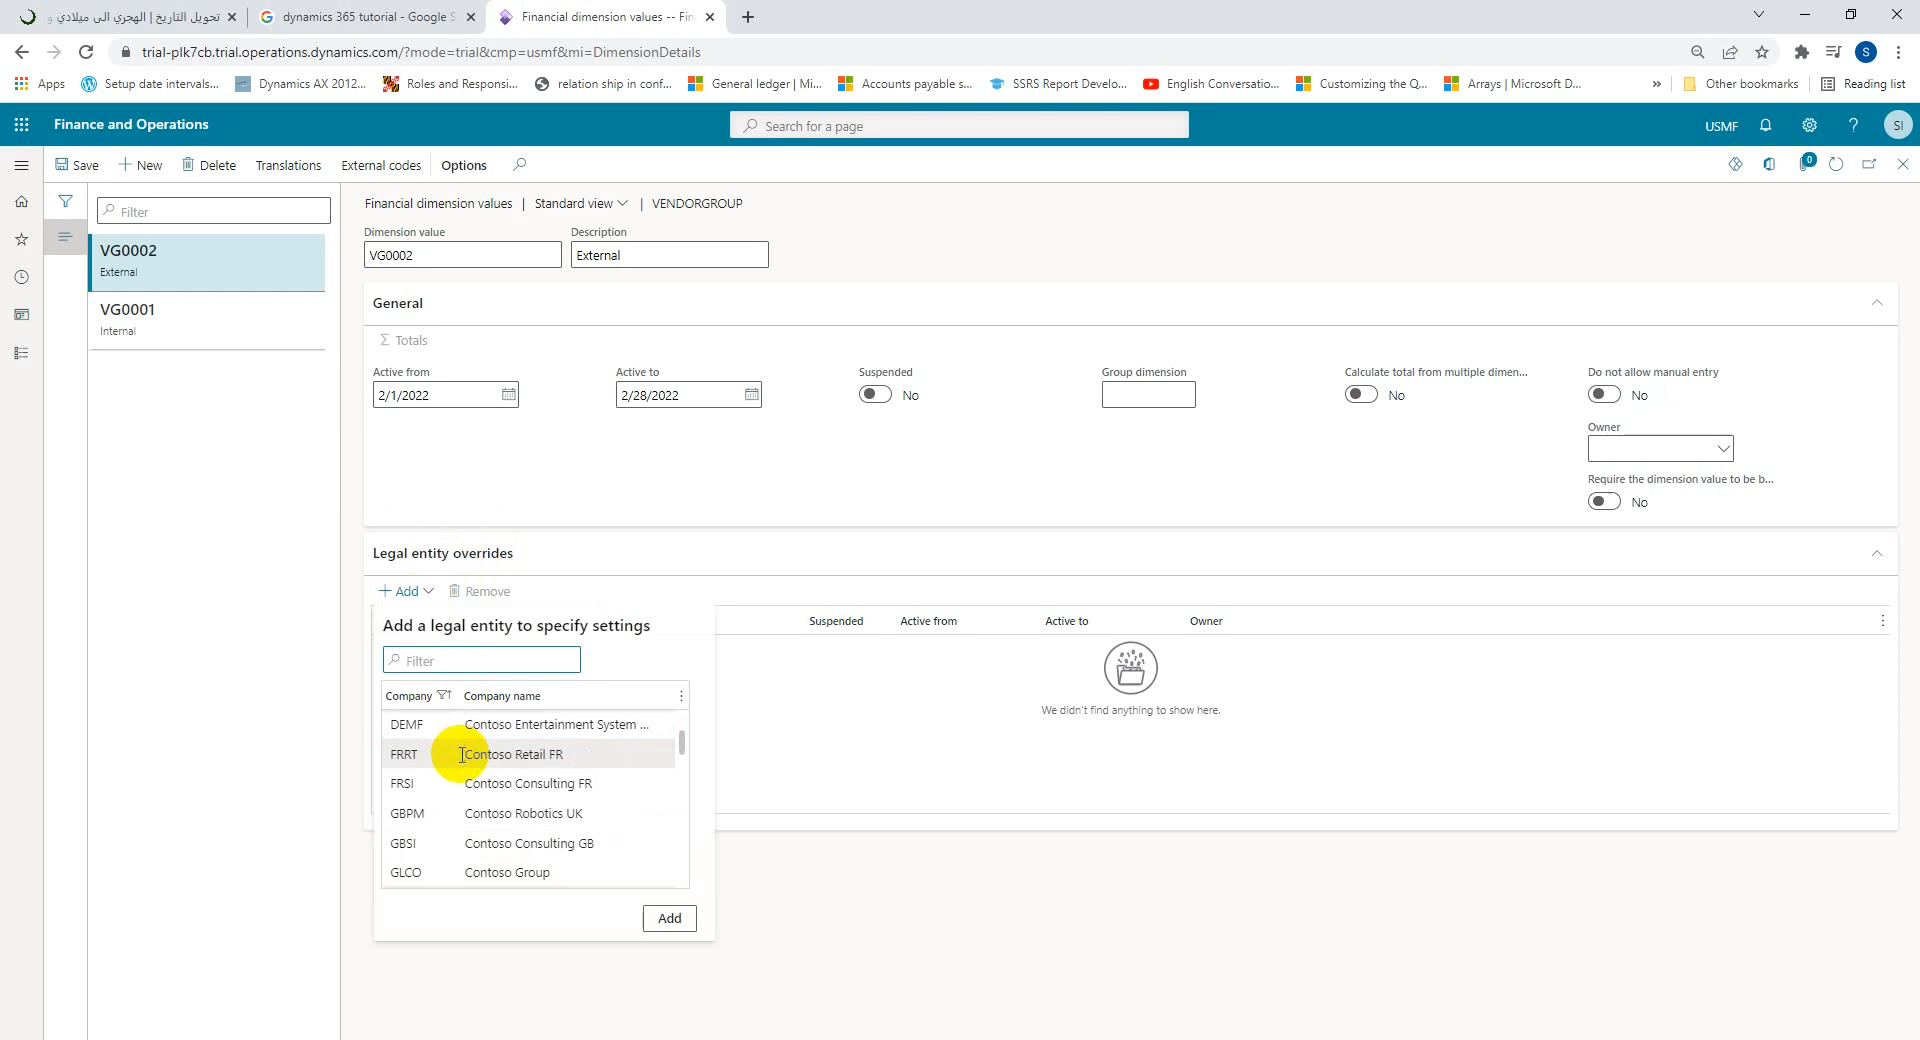 تحويل التاريخ | الهجري الى ميلادي و
dynamics 365 tutorial - Google S
Financial dimension values -- Fin
trial-plk7cb.trial.operations.dynamics.com/?mode=trial&cmp=usmf&mi=DimensionDetails
S
Apps
Setup date intervals...
Dynamics AX 2012...
Roles and Responsi...
relation ship in conf...
General ledger | Mi...
Accounts payable s...
SSRS Report Develo...
English Conversatio...
Customizing the Q...
Arrays | Microsoft D...
»
Other bookmarks
Reading list
Finance and Operations
Search for a page
USMF
?
SI
Save
New
Delete
Translations
External codes
Options
0
Filter
VG0002
External
VG0001
Internal
Financial dimension values | Standard view | VENDORGROUP
Dimension value
VG0002
Description
External
General
Σ Totals
Active from
2/1/2022
Active to
2/28/2022
Suspended
No
Group dimension
Calculate total from multiple dimen...
No
Do not allow manual entry
No
Owner
Require the dimension value to be b...
No
Legal entity overrides
+ Add
Remove
Suspended
Active from
Active to
Owner
We didn't find anything to show here.
Add a legal entity to specify settings
Filter
Company
Company name
DEMF Contoso Entertainment System ...
FRRT Contoso Retail FR
FRSI Contoso Consulting FR
GBPM Contoso Robotics UK
GBSI Contoso Consulting GB
GLCO Contoso Group
Add